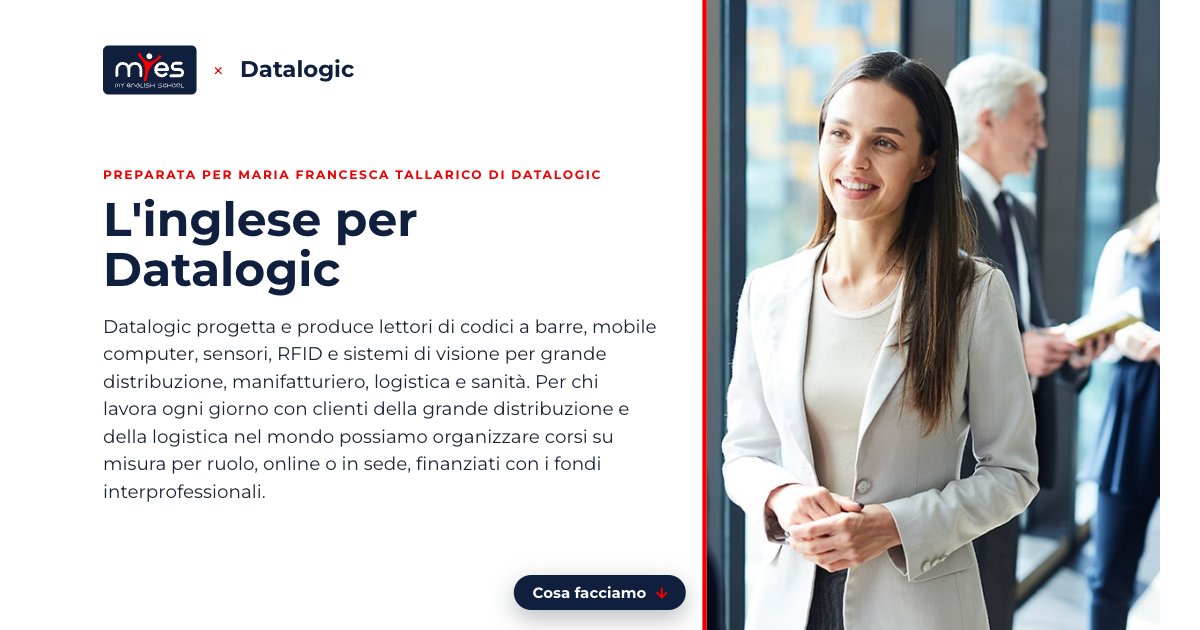 myes
MY ENGLISH SCHOOL
×
Datalogic
PREPARATA PER MARIA FRANCESCA TALLARICO DI DATALOGIC
L'inglese per
Datalogic
Datalogic progetta e produce lettori di codici a barre, mobile
computer, sensori, RFID e sistemi di visione per grande
distribuzione, manifatturiero, logistica e sanità. Per chi
lavora ogni giorno con clienti della grande distribuzione e
della logistica nel mondo possiamo organizzare corsi su
misura per ruolo, online o in sede, finanziati con i fondi
interprofessionali.
Cosa facciamo ↓